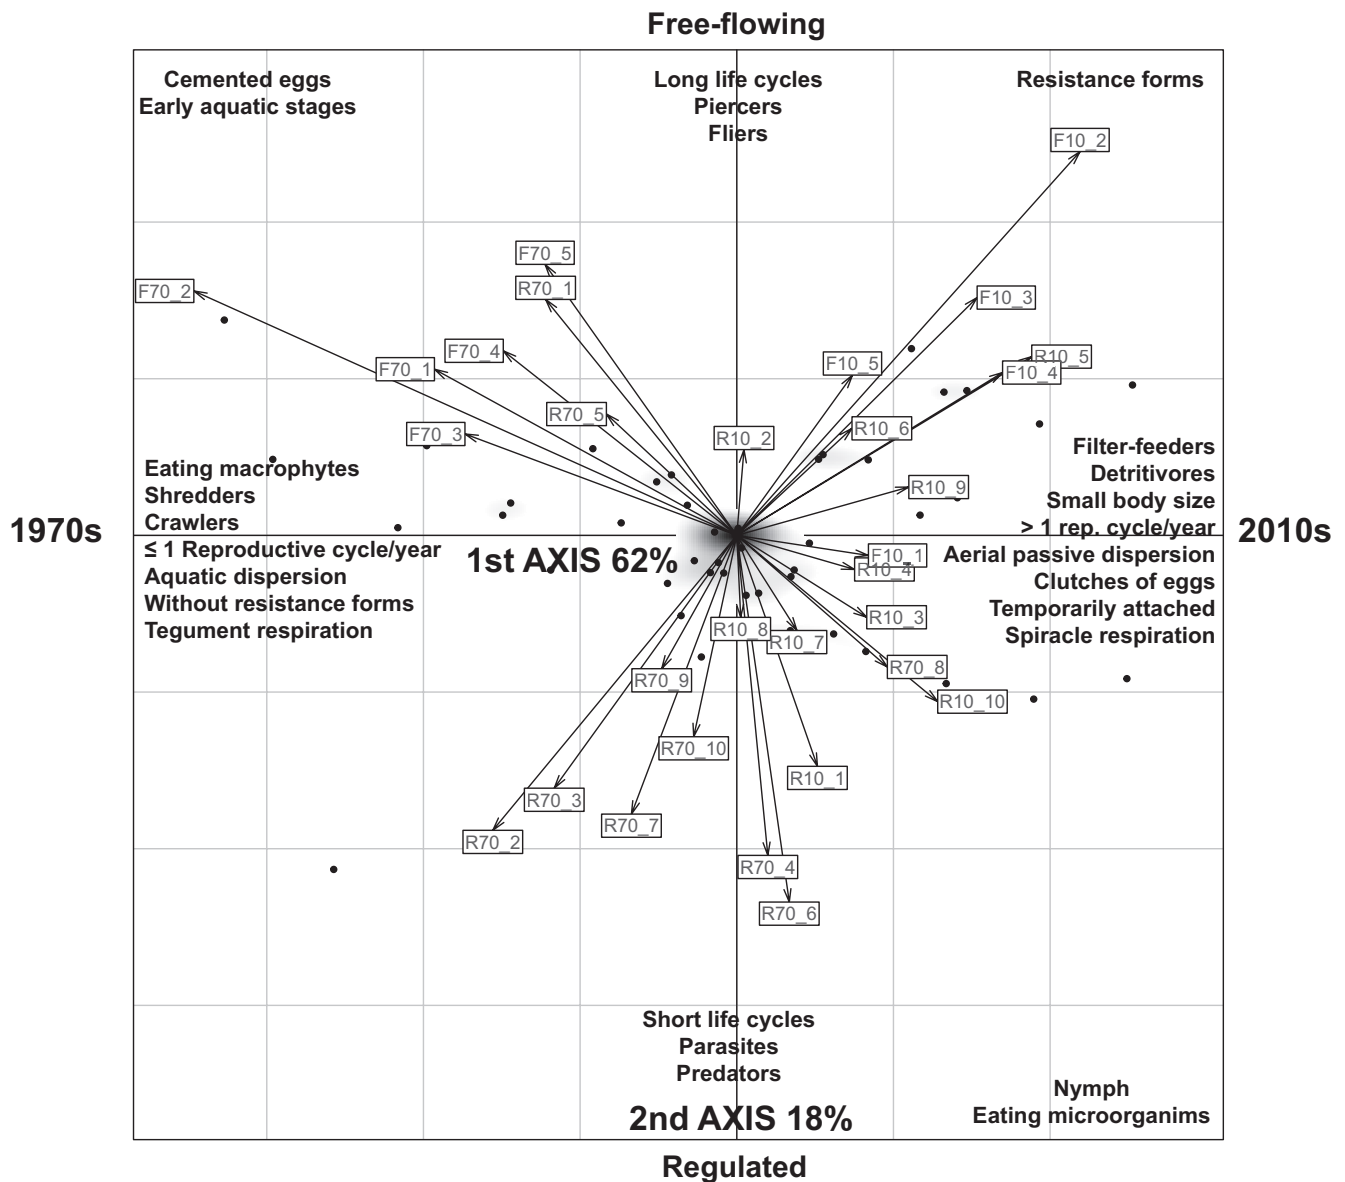 Free-flowing
Cemented eggs
Early aquatic stages
Long life cycles
Piercers
Fliers
Resistance forms
F10_2
F70_5
R70_1
F70_2
F10_3
F70_4
F70_1
F10_5
R10_5
F10_4
R70_5
F70_3
R10_2
R10_6
R10_9
Eating macrophytes
Shredders
Crawlers
≤ 1 Reproductive cycle/year
Aquatic dispersion
Without resistance forms
Tegument respiration
1970s
1st AXIS 62%
Filter-feeders
Detritivores
Small body size
> 1 rep. cycle/year
Aerial passive dispersion
Clutches of eggs
Temporarily attached
Spiracle respiration
2010s
F10_1
R10_4
R10_3
R10_8
R10_7
R70_8
R70_9
R10_10
R70_10
R10_1
R70_3
R70_7
R70_2
R70_4
R70_6
Short life cycles
Parasites
Predators
2nd AXIS 18%
Nymph
Eating microorganims
Regulated